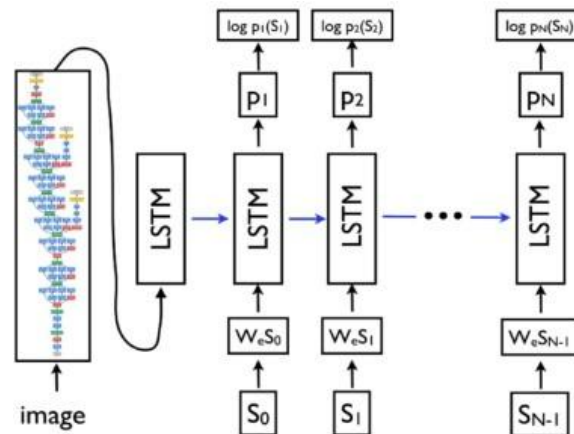 log p₁(S₁) log p₂(S₂) log pN(SN)
p₁ p₂ pN
LSTM LSTM LSTM ••• LSTM
WeS₀ WeS₁ WeSN-1
image S₀ S₁ SN-1